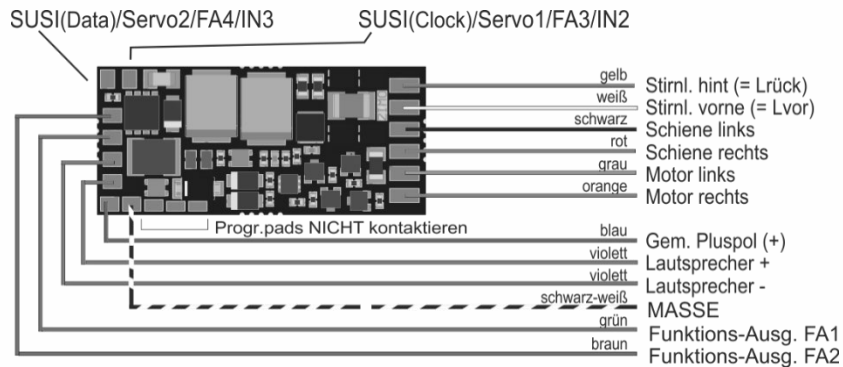 SUSI(Data)/Servo2/FA4/IN3
SUSI(Clock)/Servo1/FA3/IN2
gelb Stirnl. hint (= Lrück)
weiß Stirnl. vorne (= Lvor)
schwarz Schiene links
rot Schiene rechts
grau Motor links
orange Motor rechts
Progr.pads NICHT kontaktieren
blau Gem. Pluspol (+)
violett Lautsprecher +
violett Lautsprecher -
schwarz-weiß MASSE
grün Funktions-Ausg. FA1
braun Funktions-Ausg. FA2